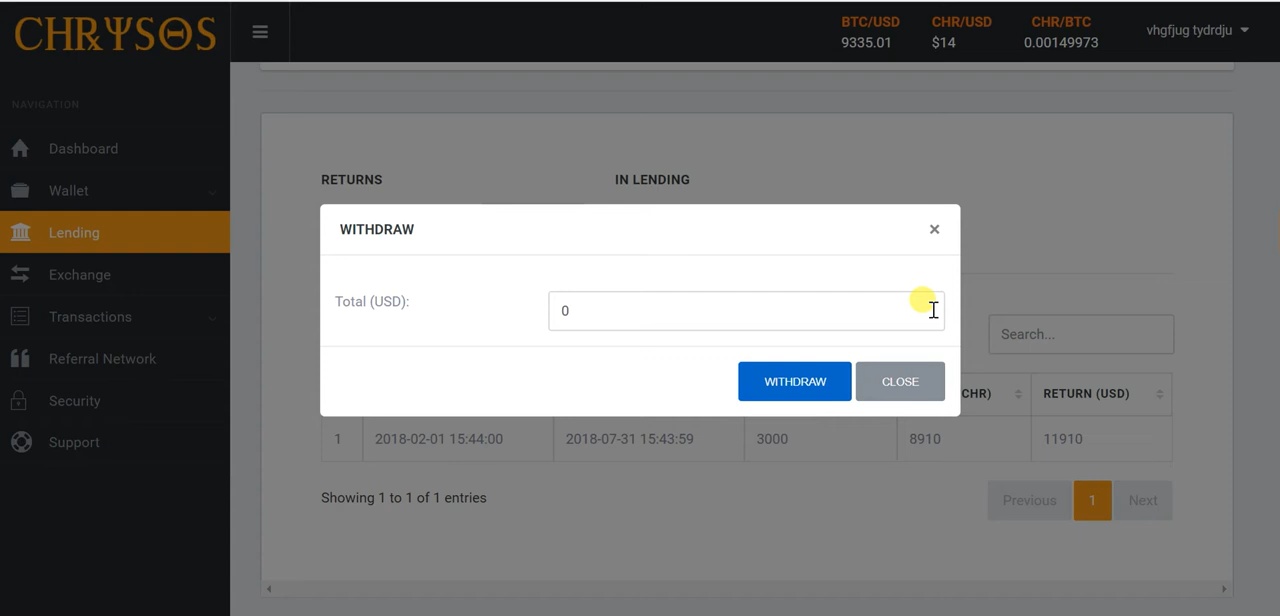 CHRYSOS
BTC/USD CHR/USD CHR/BTC
9335.01 $14 0.00149973
vhgfjug tydrdju
NAVIGATION
Dashboard
Wallet
Lending
Exchange
Transactions
Referral Network
Security
Support
RETURNS IN LENDING
WITHDRAW ×
Total (USD): 0
WITHDRAW CLOSE
Search...
CHR) RETURN (USD)
1 2018-02-01 15:44:00 2018-07-31 15:43:59 3000 8910 11910
Showing 1 to 1 of 1 entries
Previous 1 Next